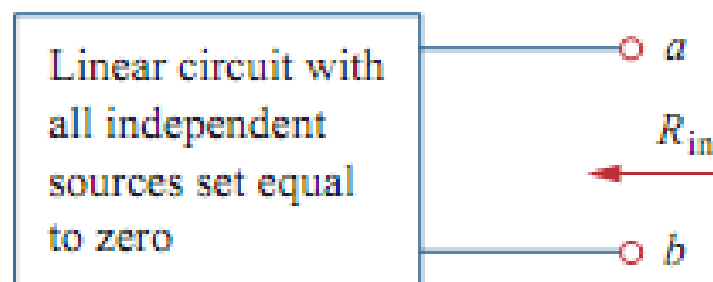 Linear circuit with
all independent
sources set equal
to zero
a
R_in
b